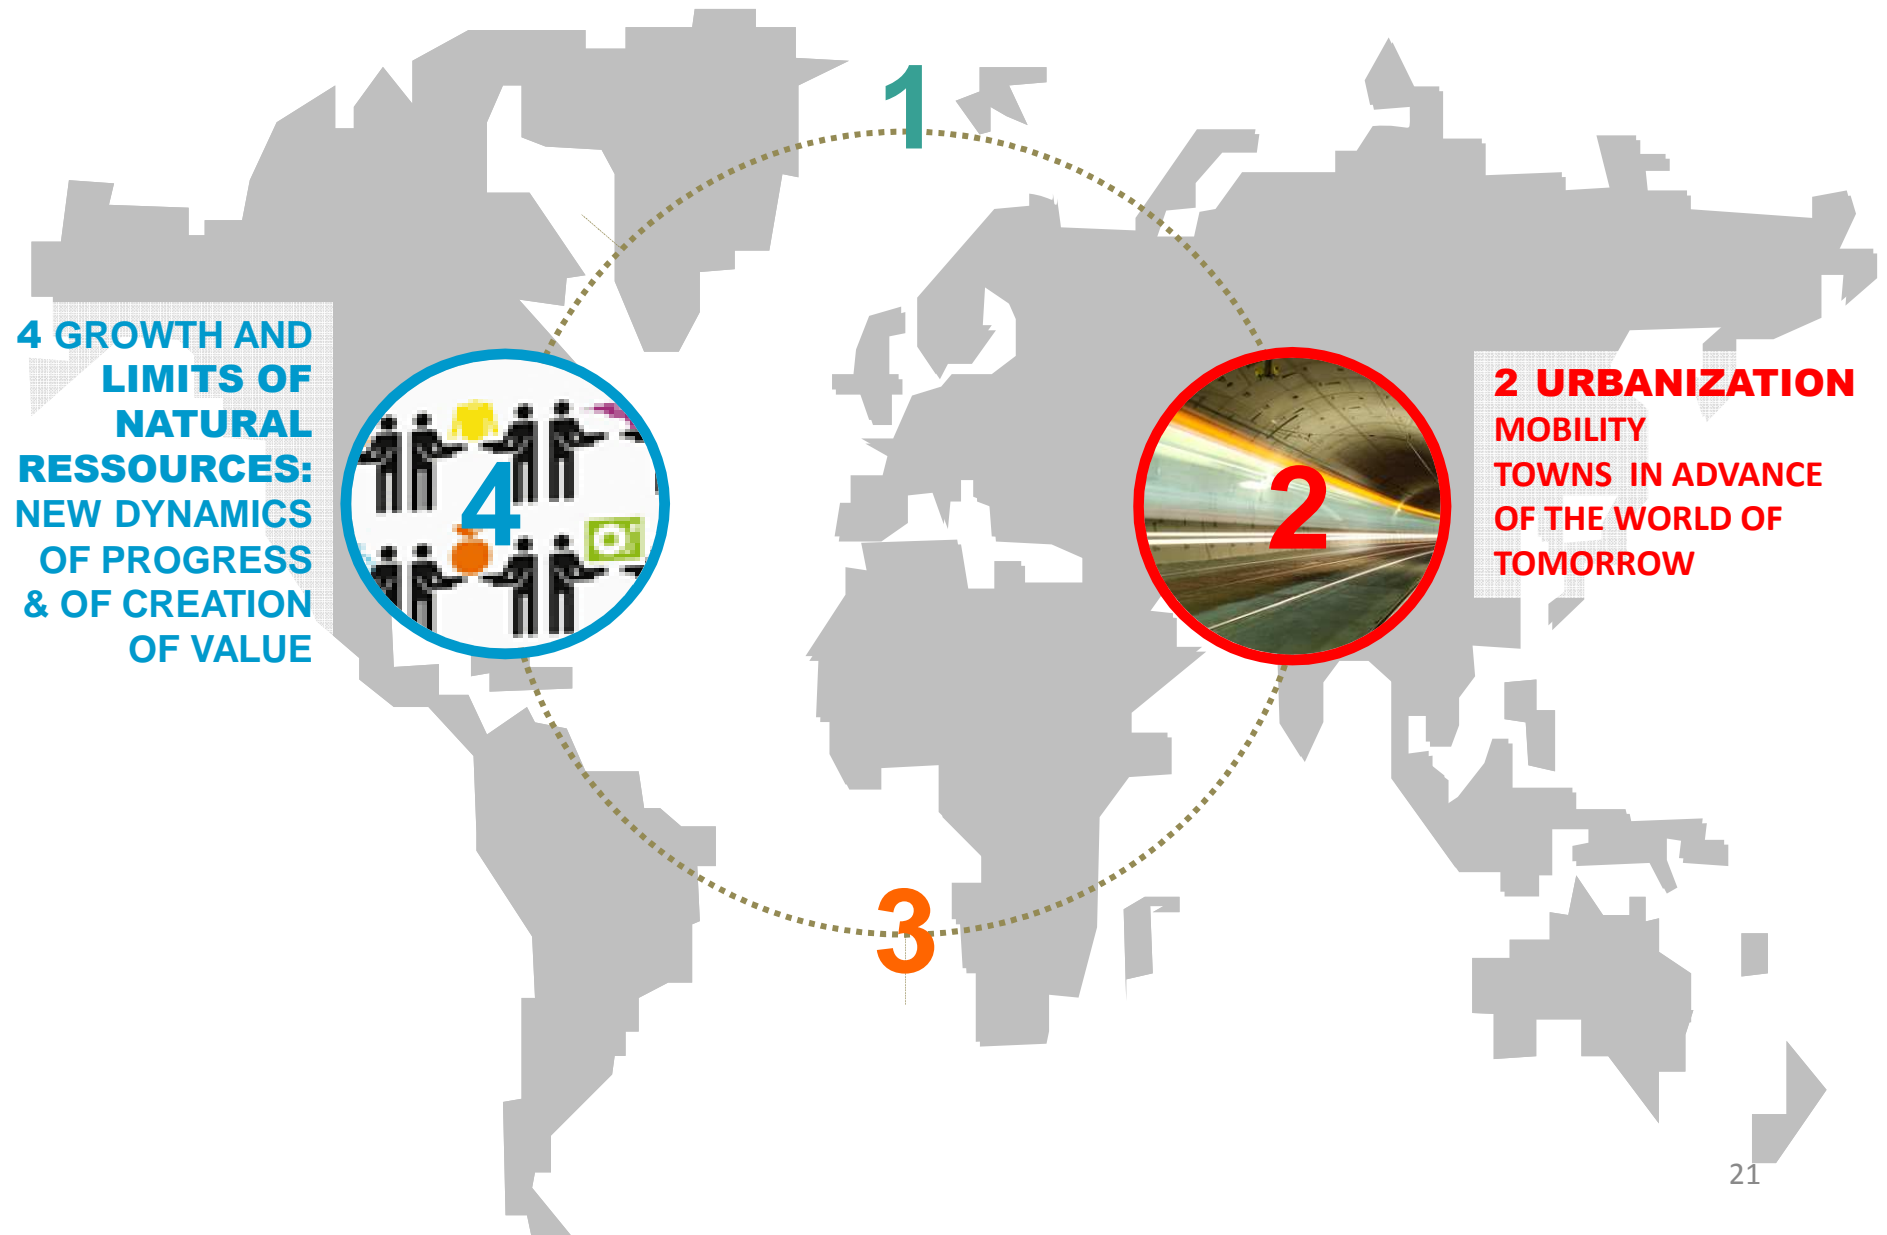 1
4 GROWTH AND
LIMITS OF
NATURAL
RESSOURCES:
NEW DYNAMICS
OF PROGRESS
& OF CREATION
OF VALUE
4
2
2 URBANIZATION
MOBILITY
TOWNS IN ADVANCE
OF THE WORLD OF
TOMORROW
3
21